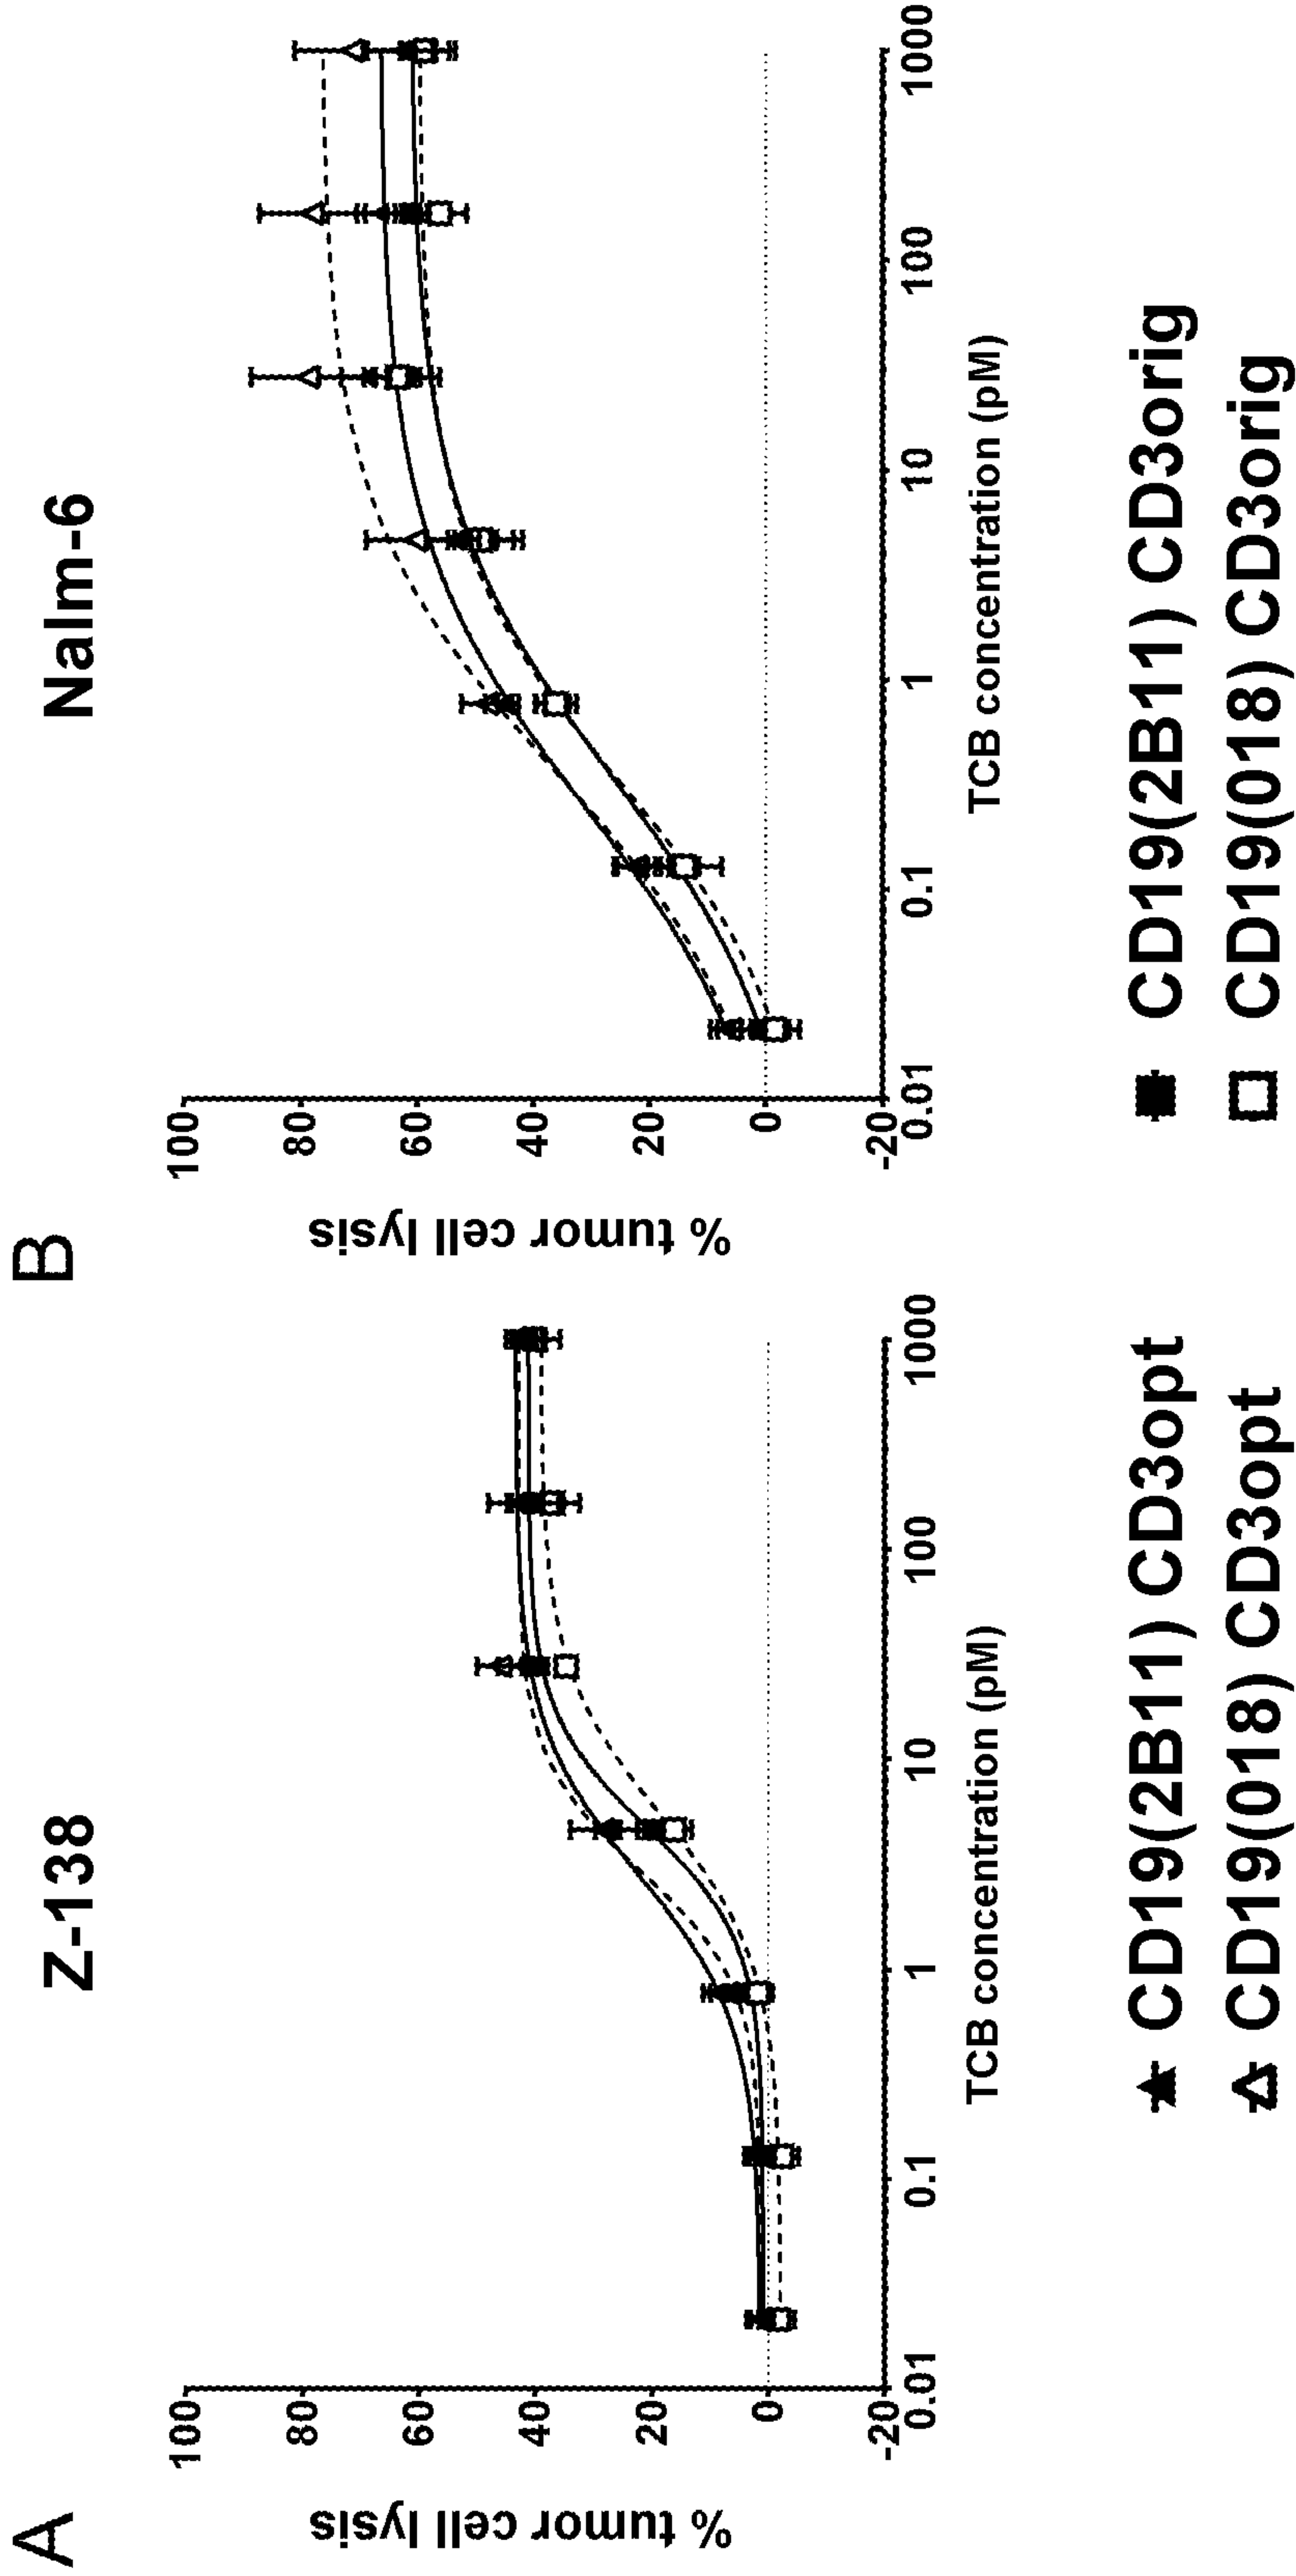 A
Z-138
% tumor cell lysis
100
80
60
40
20
0
-20
0.01
0.1
1
10
100
1000
TCB concentration (pM)
B
Nalm-6
% tumor cell lysis
100
80
60
40
20
0
-20
0.01
0.1
1
10
100
1000
TCB concentration (pM)
CD19(2B11) CD3opt
CD19(2B11) CD3orig
CD19(018) CD3opt
CD19(018) CD3orig